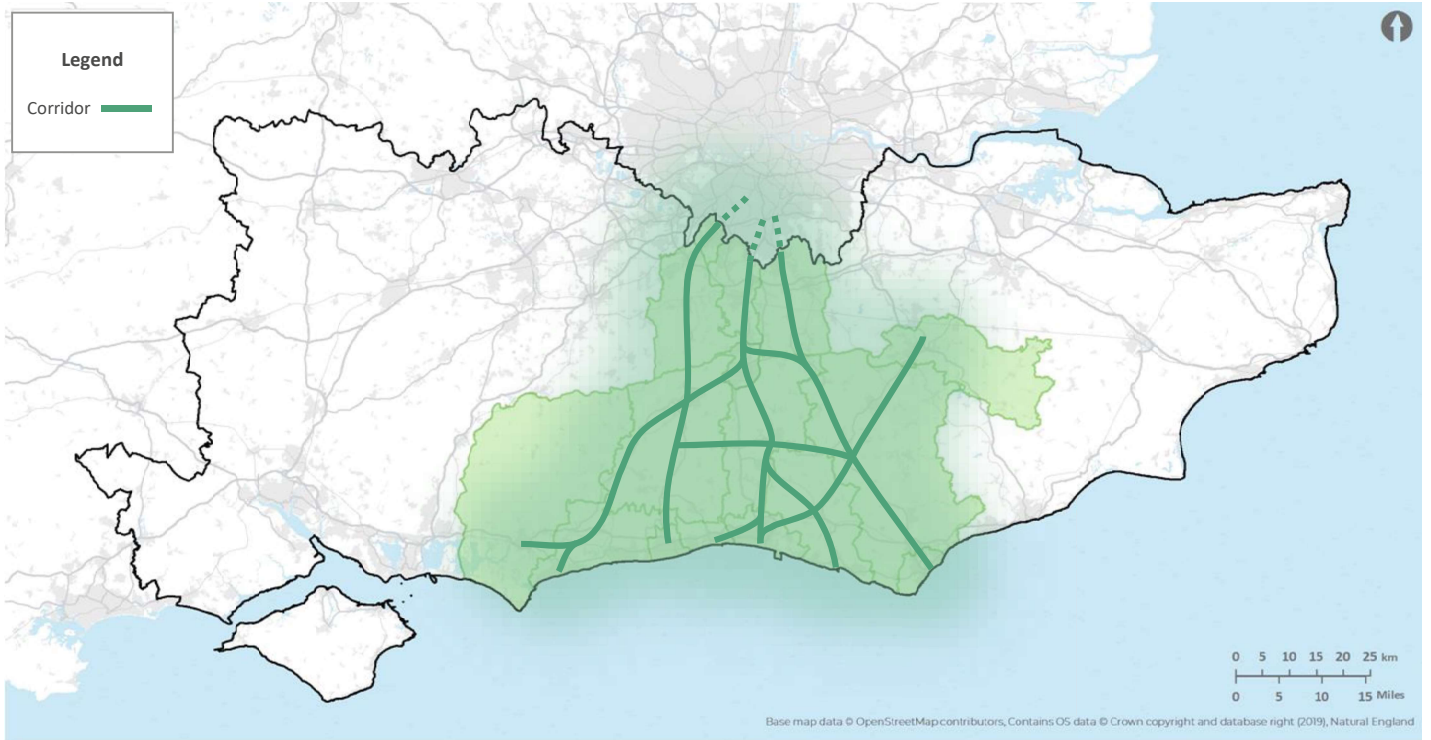 Legend
Corridor
0 5 10 15 20 25 km
0 5 10 15 Miles
Base map data © OpenStreetMap contributors, Contains OS data © Crown copyright and database right (2019), Natural England